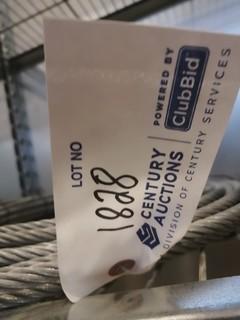 LOT NO
1828
CENTURY
AUCTIONS
DIVISION OF CENTURY SERVICES
POWERED BY
ClubBid